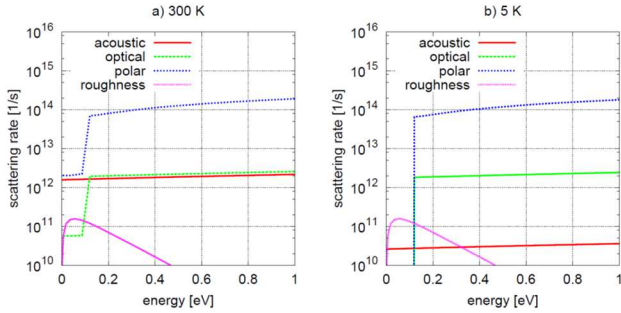 a) 300 K
10^16
10^15
10^14
10^13
10^12
10^11
10^10
scattering rate [1/s]
acoustic
optical
polar
roughness
0
0.2
0.4
0.6
0.8
1
energy [eV]
b) 5 K
10^16
10^15
10^14
10^13
10^12
10^11
10^10
scattering rate [1/s]
acoustic
optical
polar
roughness
0
0.2
0.4
0.6
0.8
1
energy [eV]